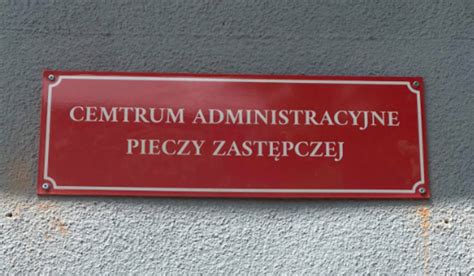 CEMTRUM ADMINISTRACYJNE
PIECZY ZASTĘPCZEJ